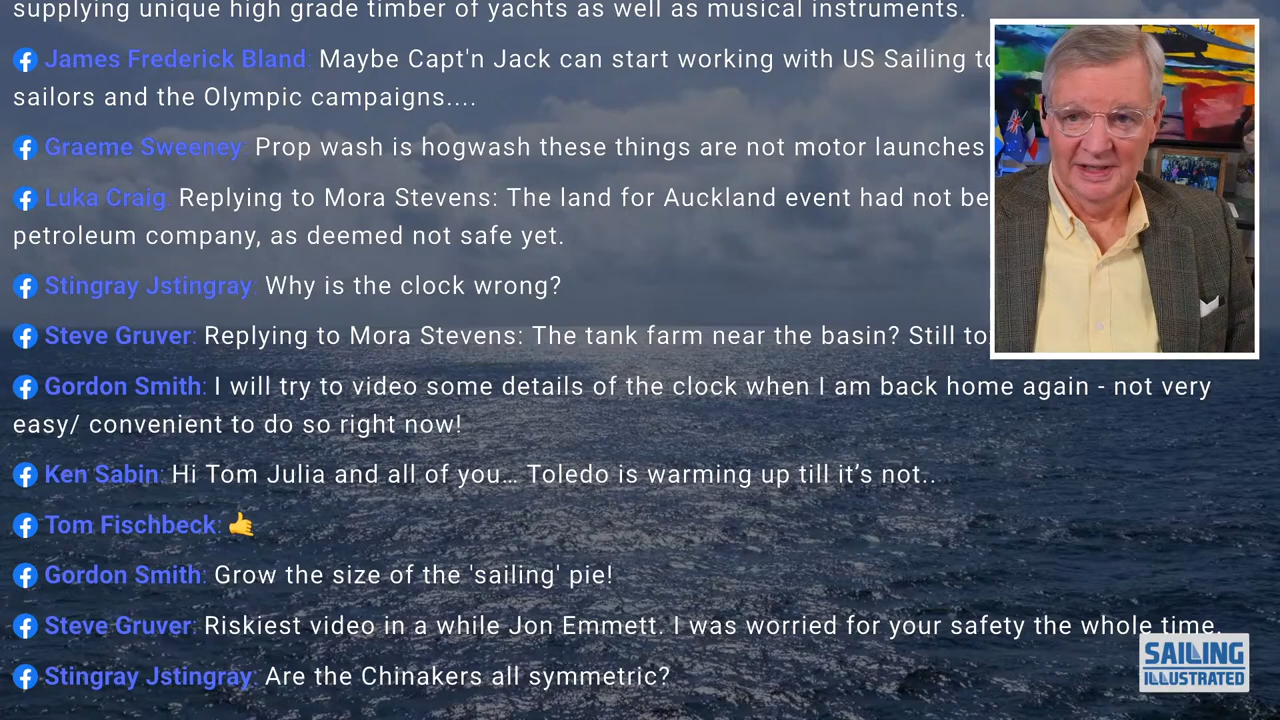 supplying unique high grade timber of yachts as well as musical instruments.
James Frederick Bland: Maybe Capt'n Jack can start working with US Sailing to
sailors and the Olympic campaigns....
Graeme Sweeney: Prop wash is hogwash these things are not motor launches
Luka Craig: Replying to Mora Stevens: The land for Auckland event had not be
petroleum company, as deemed not safe yet.
Stingray Jstingray: Why is the clock wrong?
Steve Gruver: Replying to Mora Stevens: The tank farm near the basin? Still
Gordon Smith: I will try to video some details of the clock when I am back home again - not very
easy/ convenient to do so right now!
Ken Sabin: Hi Tom Julia and all of you… Toledo is warming up till it’s not..
Tom Fischbeck: 🤙
Gordon Smith: Grow the size of the 'sailing' pie!
Steve Gruver: Riskiest video in a while Jon Emmett. I was worried for your safety the whole time.
Stingray Jstingray: Are the Chinakers all symmetric?
SAILING
ILLUSTRATED